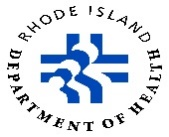 RHODE ISLAND
DEPARTMENT OF HEALTH